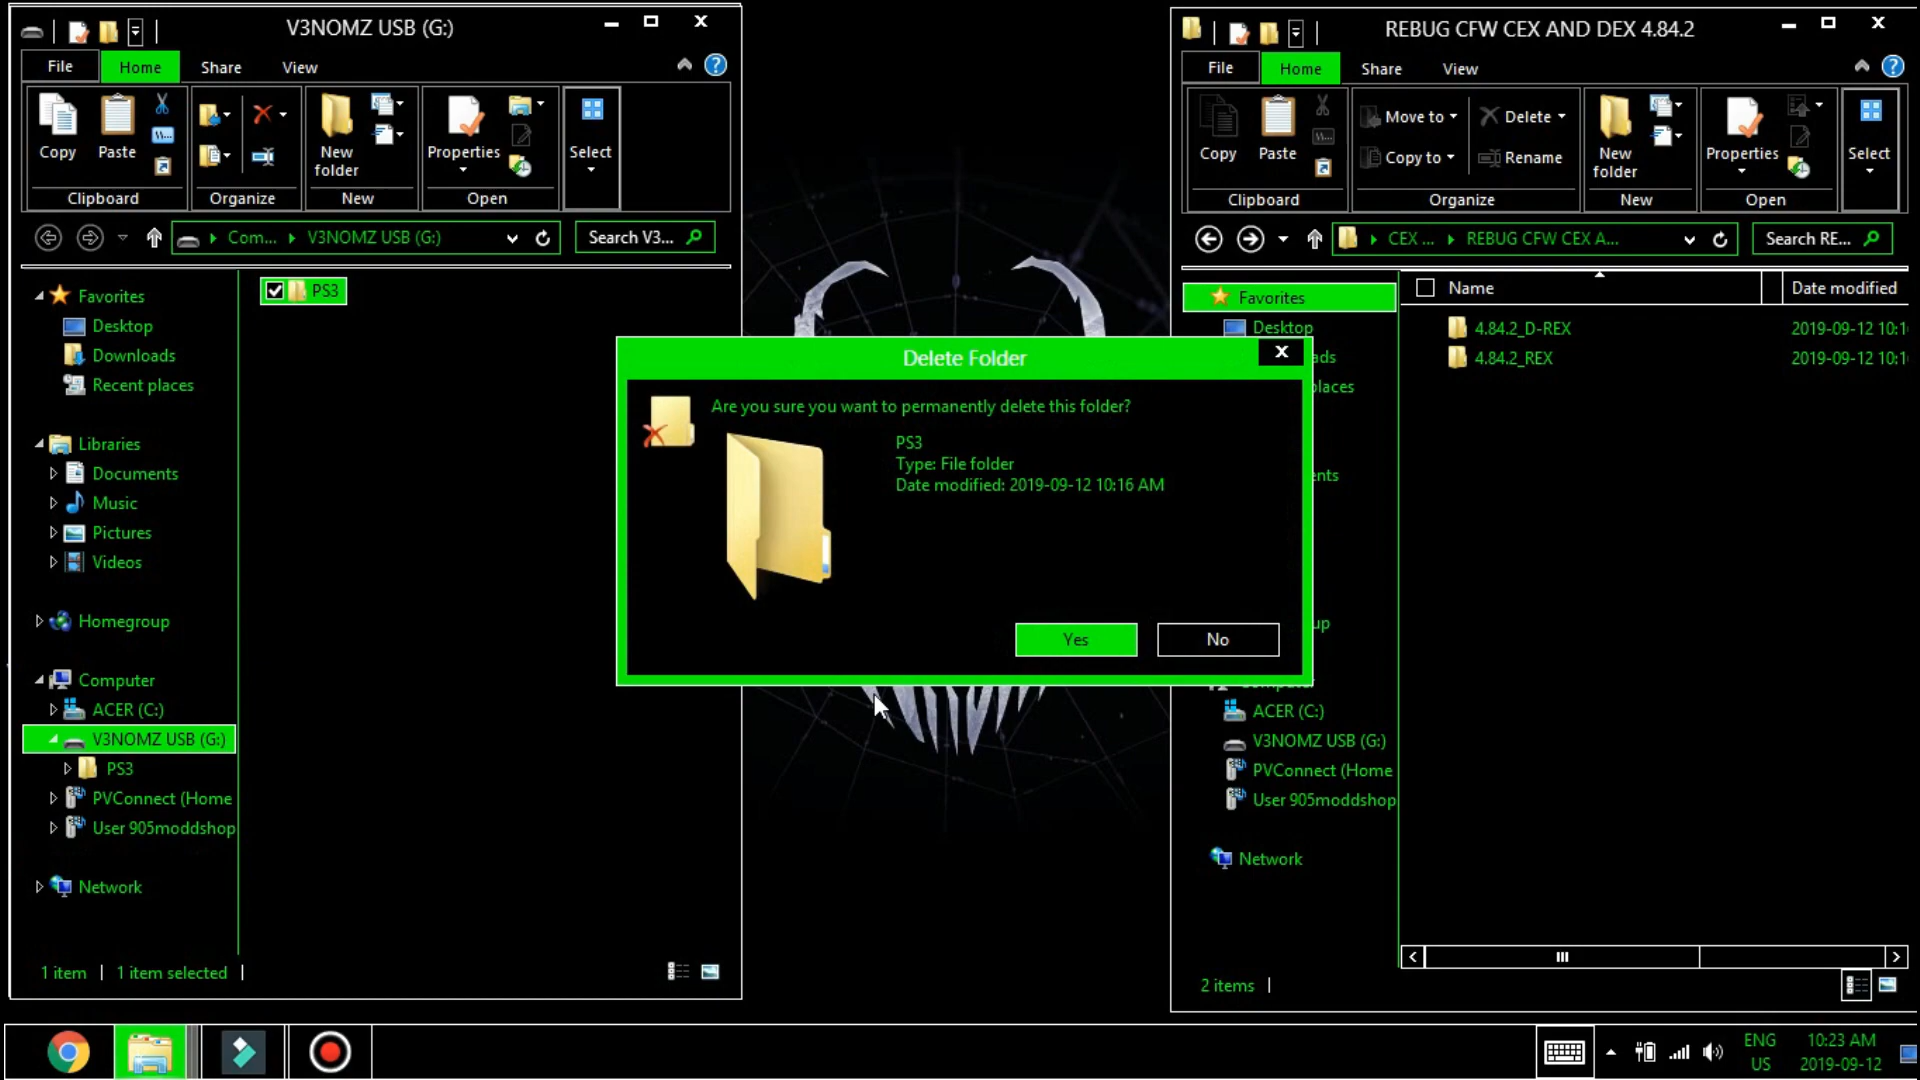 V3NOMZ USB (G:)
File
Home
Share
View
Copy
Paste
New
folder
Properties
Select
Clipboard
Organize
New
Open
Com...
V3NOMZ USB (G:)
Search V3...
Favorites
Desktop
Downloads
Recent places
Libraries
Documents
Music
Pictures
Videos
Homegroup
Computer
ACER (C:)
V3NOMZ USB (G:)
PS3
PVConnect (Home
User 905moddshop
Network
PS3
1 item
1 item selected
Delete Folder
Are you sure you want to permanently delete this folder?
PS3
Type: File folder
Date modified: 2019-09-12 10:16 AM
Yes
No
REBUG CFW CEX AND DEX 4.84.2
File
Home
Share
View
Copy
Paste
Move to
Copy to
Delete
Rename
New
folder
Properties
Select
Clipboard
Organize
New
Open
CEX ...
REBUG CFW CEX A...
Search RE...
Favorites
Desktop
ads
places
ents
up
ACER (C:)
V3NOMZ USB (G:)
PVConnect (Home
User 905moddshop
Network
Name
Date modified
4.84.2_D-REX
2019-09-12 10:1
4.84.2_REX
2019-09-12 10:1
2 items
ENG
US
10:23 AM
2019-09-12